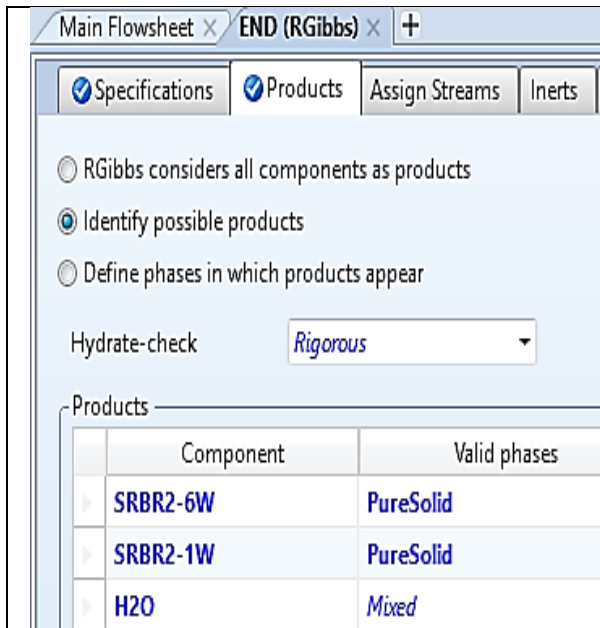 Main Flowsheet × END (RGibbs) × +
Specifications Products Assign Streams Inerts
RGibbs considers all components as products
Identify possible products
Define phases in which products appear
Hydrate-check Rigorous
Products
Component Valid phases
SRBR2-6W PureSolid
SRBR2-1W PureSolid
H2O Mixed